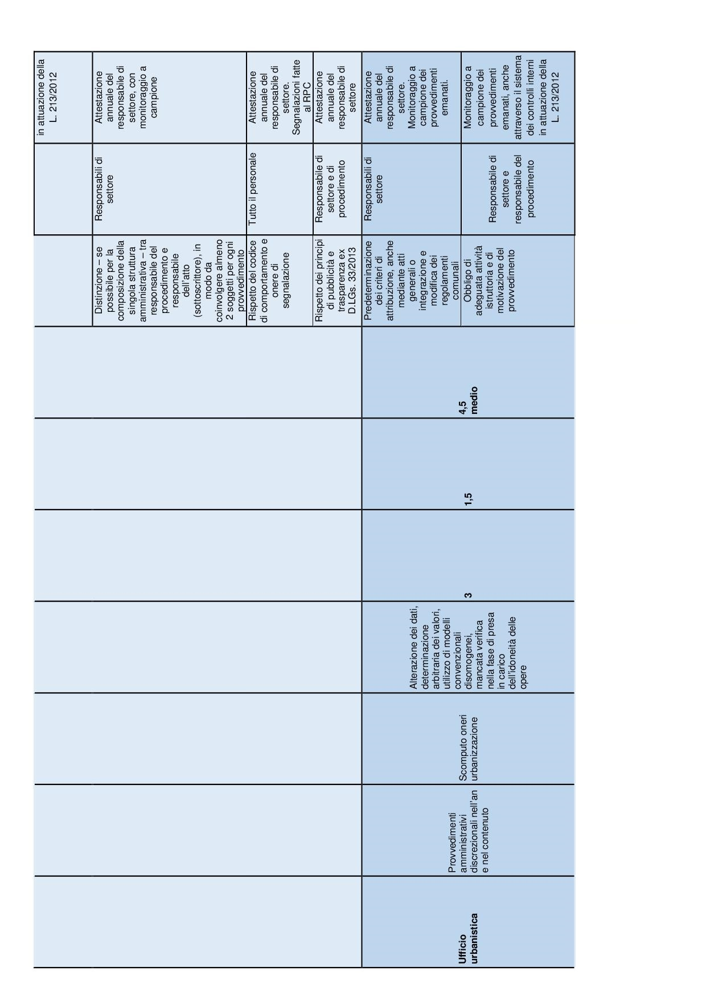 in attuazione della
L. 213/2012
Distinzione – se
possibile per la
composizione della
singola struttura
amministrativa – tra
responsabile del
procedimento e
responsabile
dell'atto
(sottoscrittore), in
modo da
coinvolgere almeno
2 soggetti per ogni
provvedimento
Responsabili di
settore
Attestazione
annuale del
responsabile di
settore, con
monitoraggio a
campione
Rispetto del codice
di comportamento e
onere di
segnalazione
Tutto il personale
Attestazione
annuale del
responsabile di
settore.
Segnalazioni fatte
al RPC
Rispetto dei principi
di pubblicità e
trasparenza ex
D.LGs. 33/2013
Responsabile di
settore e di
procedimento
Attestazione
annuale del
responsabile di
settore
Ufficio
urbanistica
Provvedimenti
amministrativi
discrezionali nell'an
e nel contenuto
Scomputo oneri
urbanizzazione
Alterazione dei dati,
determinazione
arbitraria dei valori,
utilizzo di modelli
convenzionali
disomogenei,
mancata verifica
nella fase di presa
in carico
dell'idoneità delle
opere
3
1,5
4,5
medio
Predeterminazione
dei criteri di
attribuzione, anche
mediante atti
generali o
integrazione e
modifica dei
regolamenti
comunali
Responsabili di
settore
Attestazione
annuale del
responsabile di
settore.
Monitoraggio a
campione dei
provvedimenti
emanati.
Obbligo di
adeguata attività
istruttoria e di
motivazione del
provvedimento
Responsabile di
settore e
responsabile del
procedimento
Monitoraggio a
campione dei
provvedimenti
emanati, anche
attraverso il sistema
dei controlli interni
in attuazione della
L. 213/2012